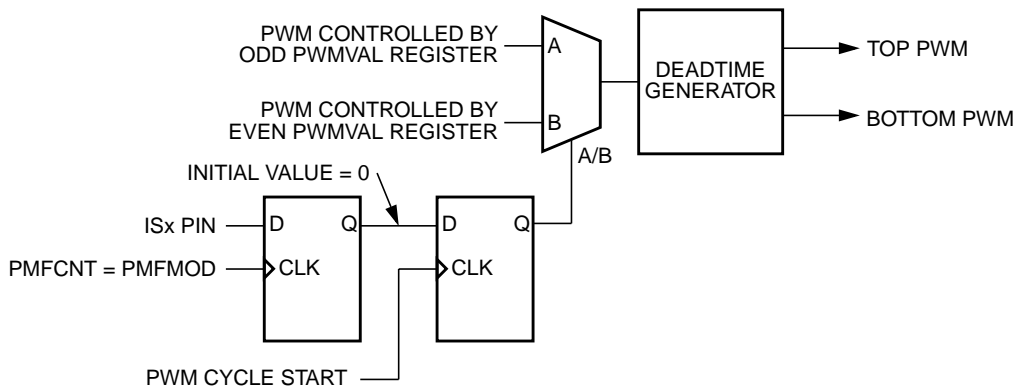 PWM CONTROLLED BY
ODD PWMVAL REGISTER
A
DEADTIME
GENERATOR
TOP PWM
PWM CONTROLLED BY
EVEN PWMVAL REGISTER
B
BOTTOM PWM
A/B
INITIAL VALUE = 0
ISx PIN
D
Q
D
Q
PMFCNT = PMFMOD
CLK
CLK
PWM CYCLE START